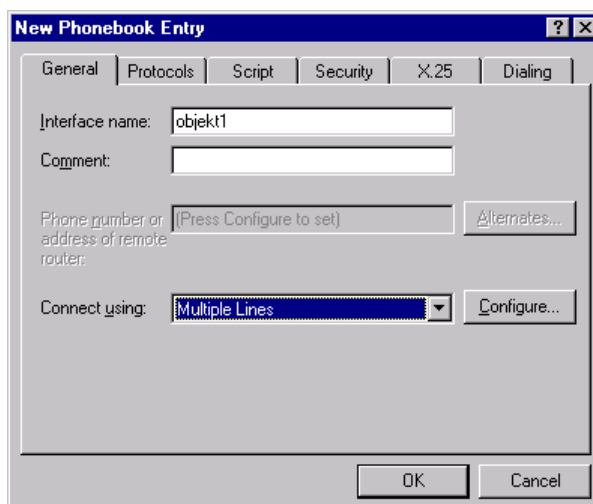 New Phonebook Entry
General Protocols Script Security X.25 Dialing
Interface name: objekt1
Comment:
Phone number or
address of remote
router:
(Press Configure to set)
Alternates...
Connect using: Multiple Lines
Configure...
OK Cancel